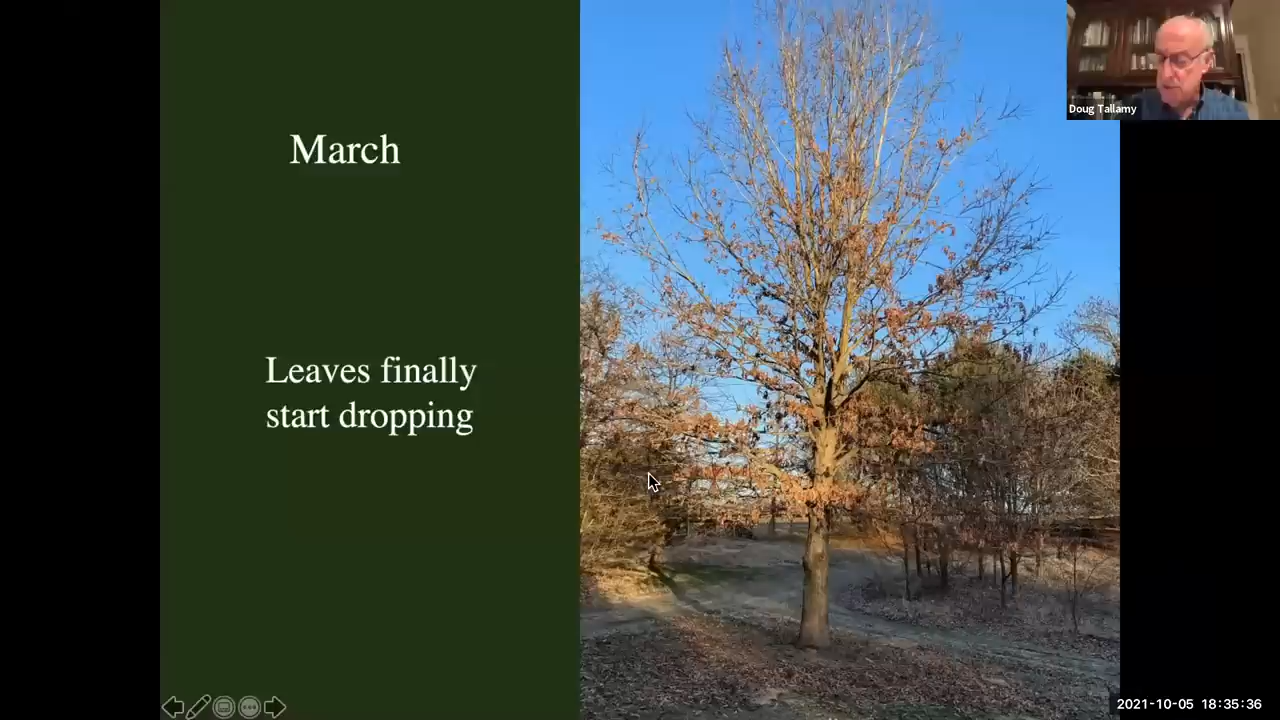 March
Leaves finally
start dropping
Doug Tallamy
2021-10-05 18:35:36